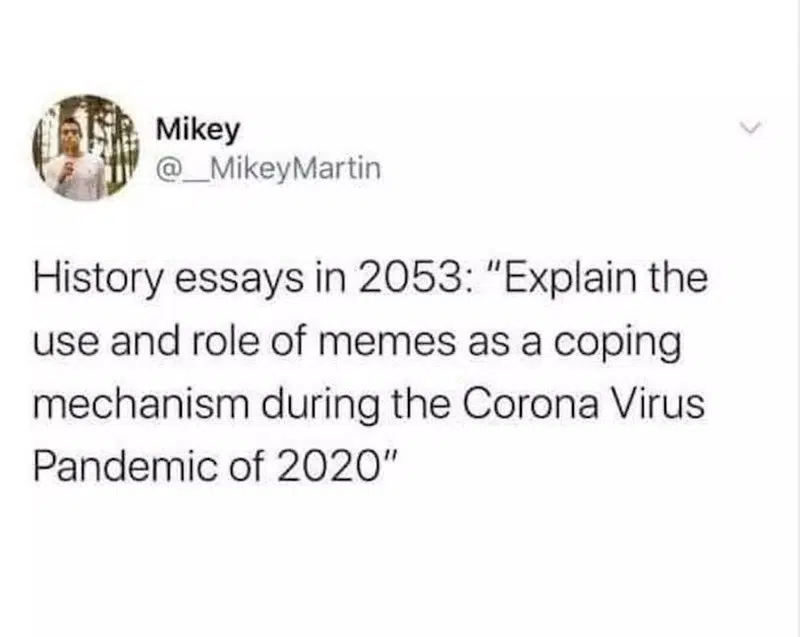 Mikey
@__MikeyMartin
History essays in 2053: "Explain the
use and role of memes as a coping
mechanism during the Corona Virus
Pandemic of 2020"